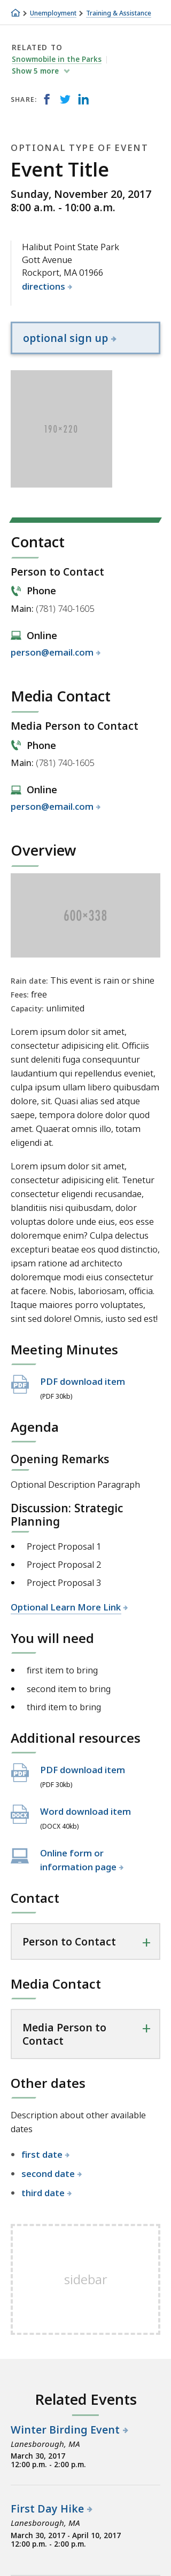 Unemployment Training & Assistance
RELATED TO
Snowmobile in the Parks
Show 5 more
SHARE:
OPTIONAL TYPE OF EVENT
Event Title
Sunday, November 20, 2017
8:00 a.m. - 10:00 a.m.
Halibut Point State Park
Gott Avenue
Rockport, MA 01966
directions
optional sign up
190×220
Contact
Person to Contact
Phone
Main: (781) 740-1605
Online
person@email.com
Media Contact
Media Person to Contact
Phone
Main: (781) 740-1605
Online
person@email.com
Overview
600×338
Rain date: This event is rain or shine
Fees: free
Capacity: unlimited
Lorem ipsum dolor sit amet,
consectetur adipisicing elit. Officiis
sunt deleniti fuga consequuntur
repudiandae laudantium,
voluptatem quod reiciendis eveniet,
culpa ipsum ullam libero quibusdam
dolore, sit. Quasi alias sed atque
saepe, tempora dolore dolor quod
amet. Quaerat omnis illo, totam
eligendi at.
Lorem ipsum dolor sit amet,
consectetur adipisicing elit. Tenetur
consectetur eligendi recusandae,
blanditiis nisi quibusdam, dolor
voluptates dolore unde eius, eos esse
doloremque enim? Culpa delectus
excepturi beatae eos quod distinctio,
ipsam ratione ad architecto
doloremque modi eius consectetur
at facere. Nobis, laboriosam, officia.
Itaque maiores porro voluptates,
sint sed dolore! Omnis, iusto sed est!
Meeting Minutes
PDF
PDF download item
(PDF 30kb)
Agenda
Opening Remarks
Optional Description Paragraph
Discussion: Strategic
Planning
Project Proposal 1
Project Proposal 2
Project Proposal 3
Optional Learn More Link
You will need
first item to bring
second item to bring
third item to bring
Additional resources
PDF
PDF download item
(PDF 30kb)
DOCX
Word download item
(DOCX 40kb)
Online form or
information page
Contact
Person to Contact
Media Contact
Media Person to
Contact
Other dates
Description about other available
dates
first date
second date
third date
sidebar
Related Events
Winter Birding Event
Lanesborough, MA
March 30, 2017
12:00 p.m. - 2:00 p.m.
First Day Hike
Lanesborough, MA
March 30, 2017 - April 10, 2017
12:00 p.m. - 2:00 p.m.